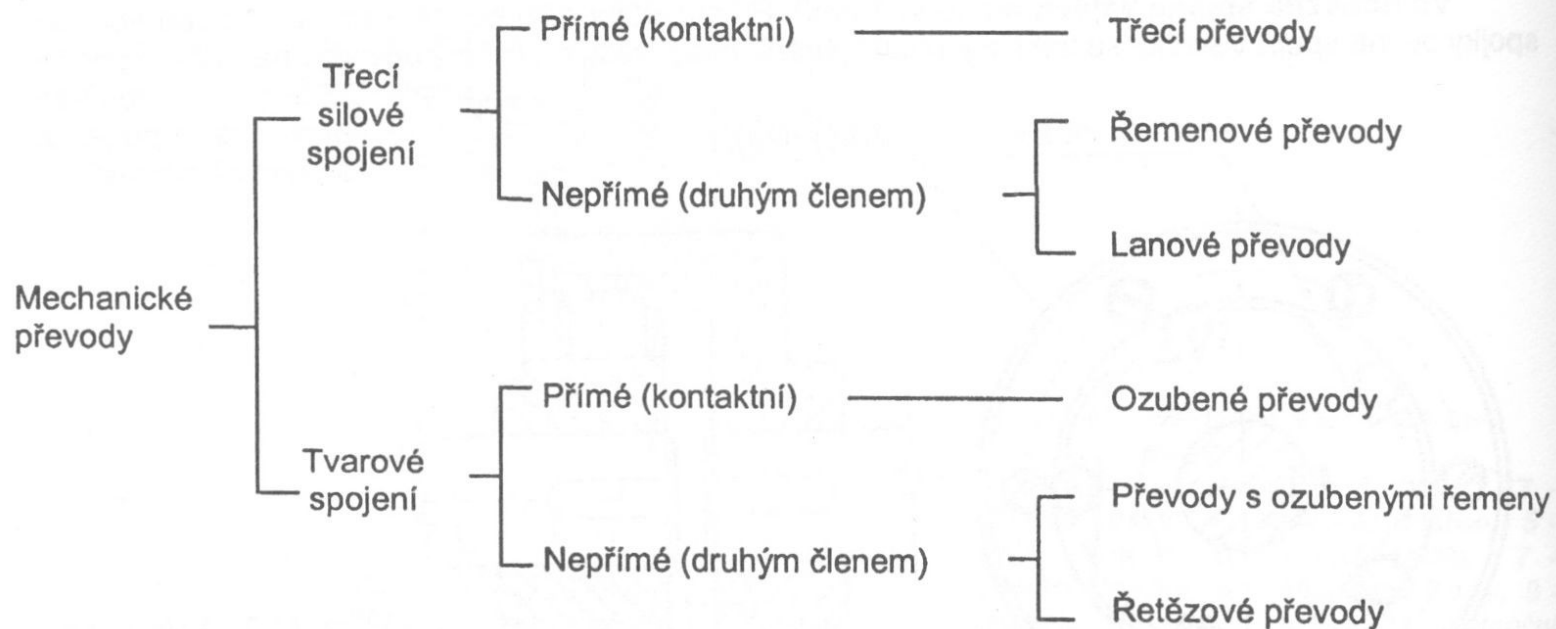 spojky
Přímé (kontaktní)
Třecí převody
Třecí
silové
spojení
Řemenové převody
Nepřímé (druhým členem)
Lanové převody
Mechanické
převody
Přímé (kontaktní)
Ozubené převody
Tvarové
spojení
Převody s ozubenými řemeny
Nepřímé (druhým členem)
Řetězové převody